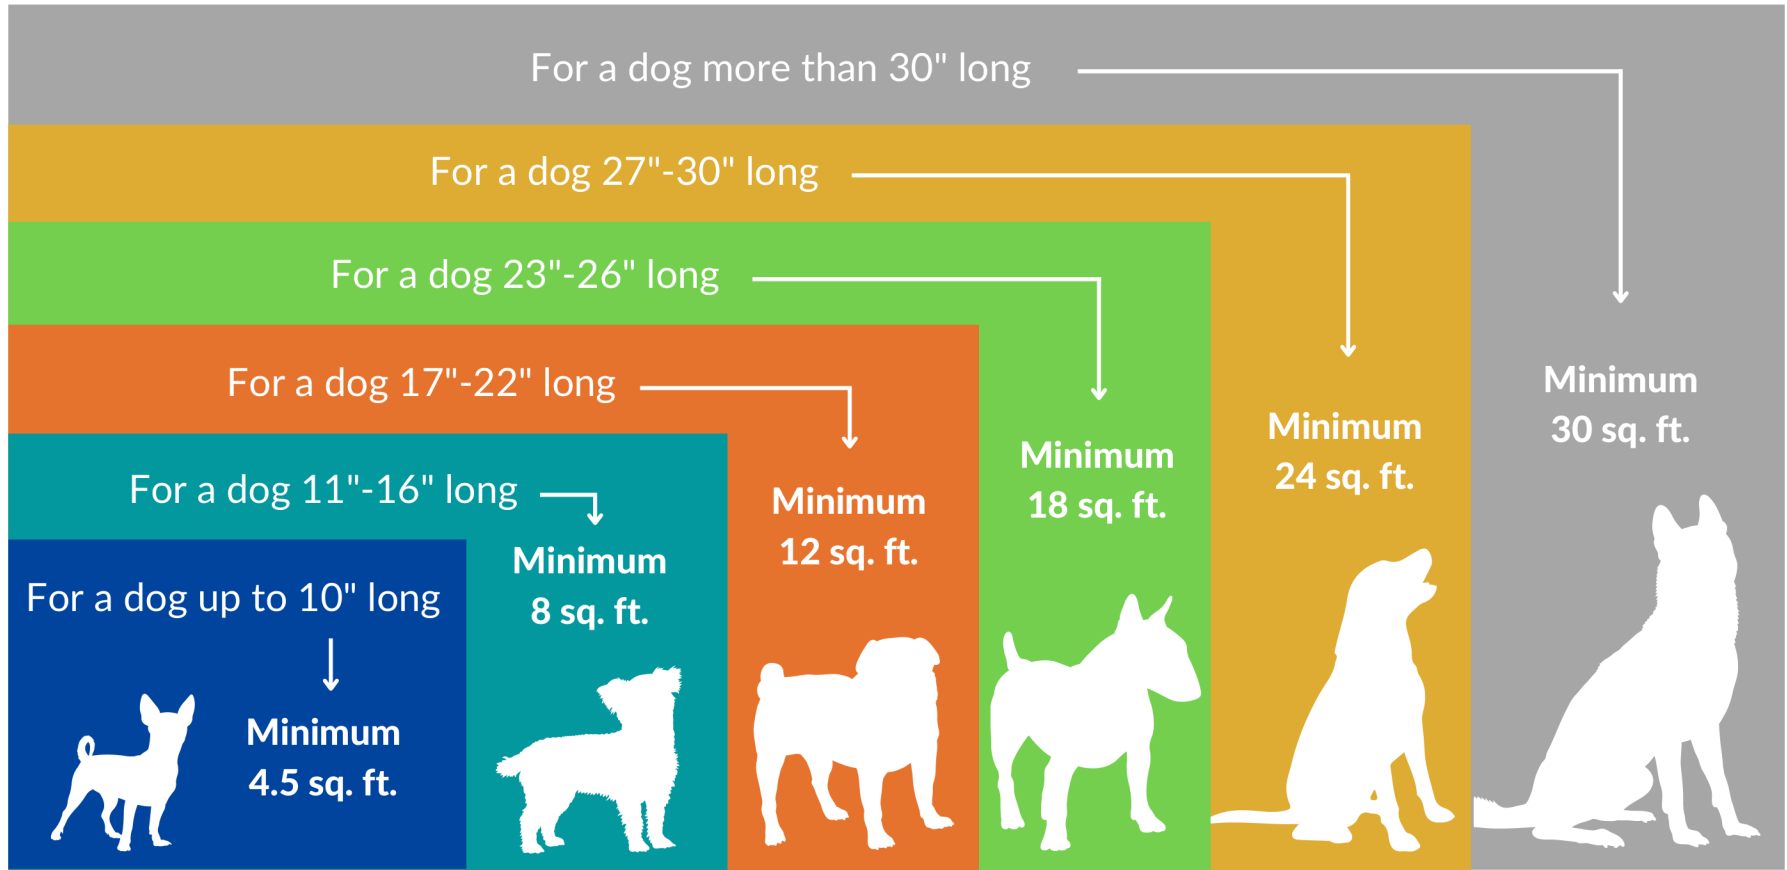 For a dog more than 30" long
For a dog 27"-30" long
For a dog 23"-26" long
For a dog 17"-22" long
For a dog 11"-16" long
For a dog up to 10" long
Minimum
4.5 sq. ft.
Minimum
8 sq. ft.
Minimum
12 sq. ft.
Minimum
18 sq. ft.
Minimum
24 sq. ft.
Minimum
30 sq. ft.